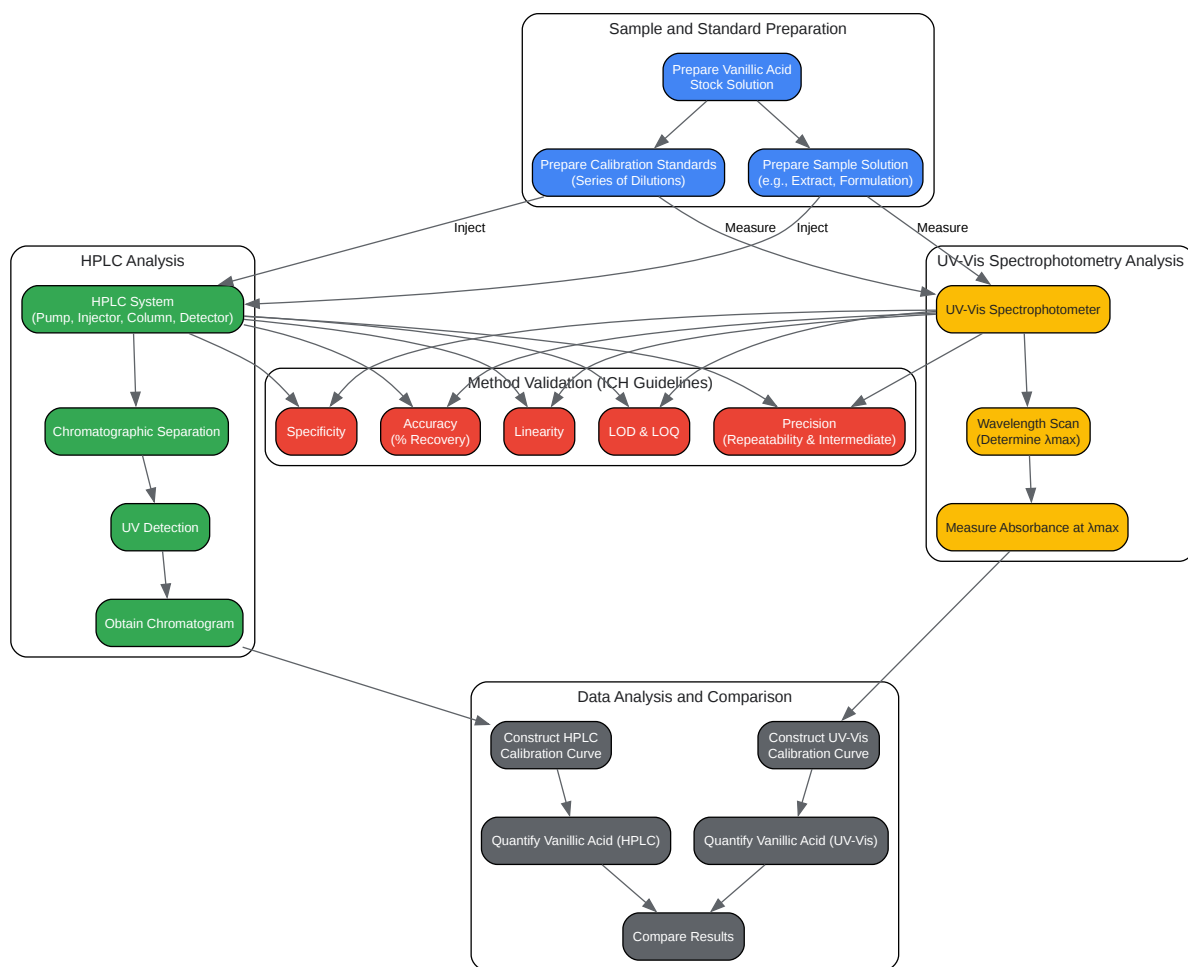 Sample and Standard Preparation
Prepare Vanillic Acid
Stock Solution
Prepare Calibration Standards
(Series of Dilutions)
Prepare Sample Solution
(e.g., Extract, Formulation)
Inject
Measure
Inject
Measure
HPLC Analysis
HPLC System
(Pump, Injector, Column, Detector)
Chromatographic Separation
UV Detection
Obtain Chromatogram
Method Validation (ICH Guidelines)
Specificity
Accuracy
(% Recovery)
Linearity
LOD & LOQ
Precision
(Repeatability & Intermediate)
UV-Vis Spectrophotometry Analysis
UV-Vis Spectrophotometer
Wavelength Scan
(Determine λmax)
Measure Absorbance at λmax
Data Analysis and Comparison
Construct HPLC
Calibration Curve
Construct UV-Vis
Calibration Curve
Quantify Vanillic Acid (HPLC)
Quantify Vanillic Acid (UV-Vis)
Compare Results